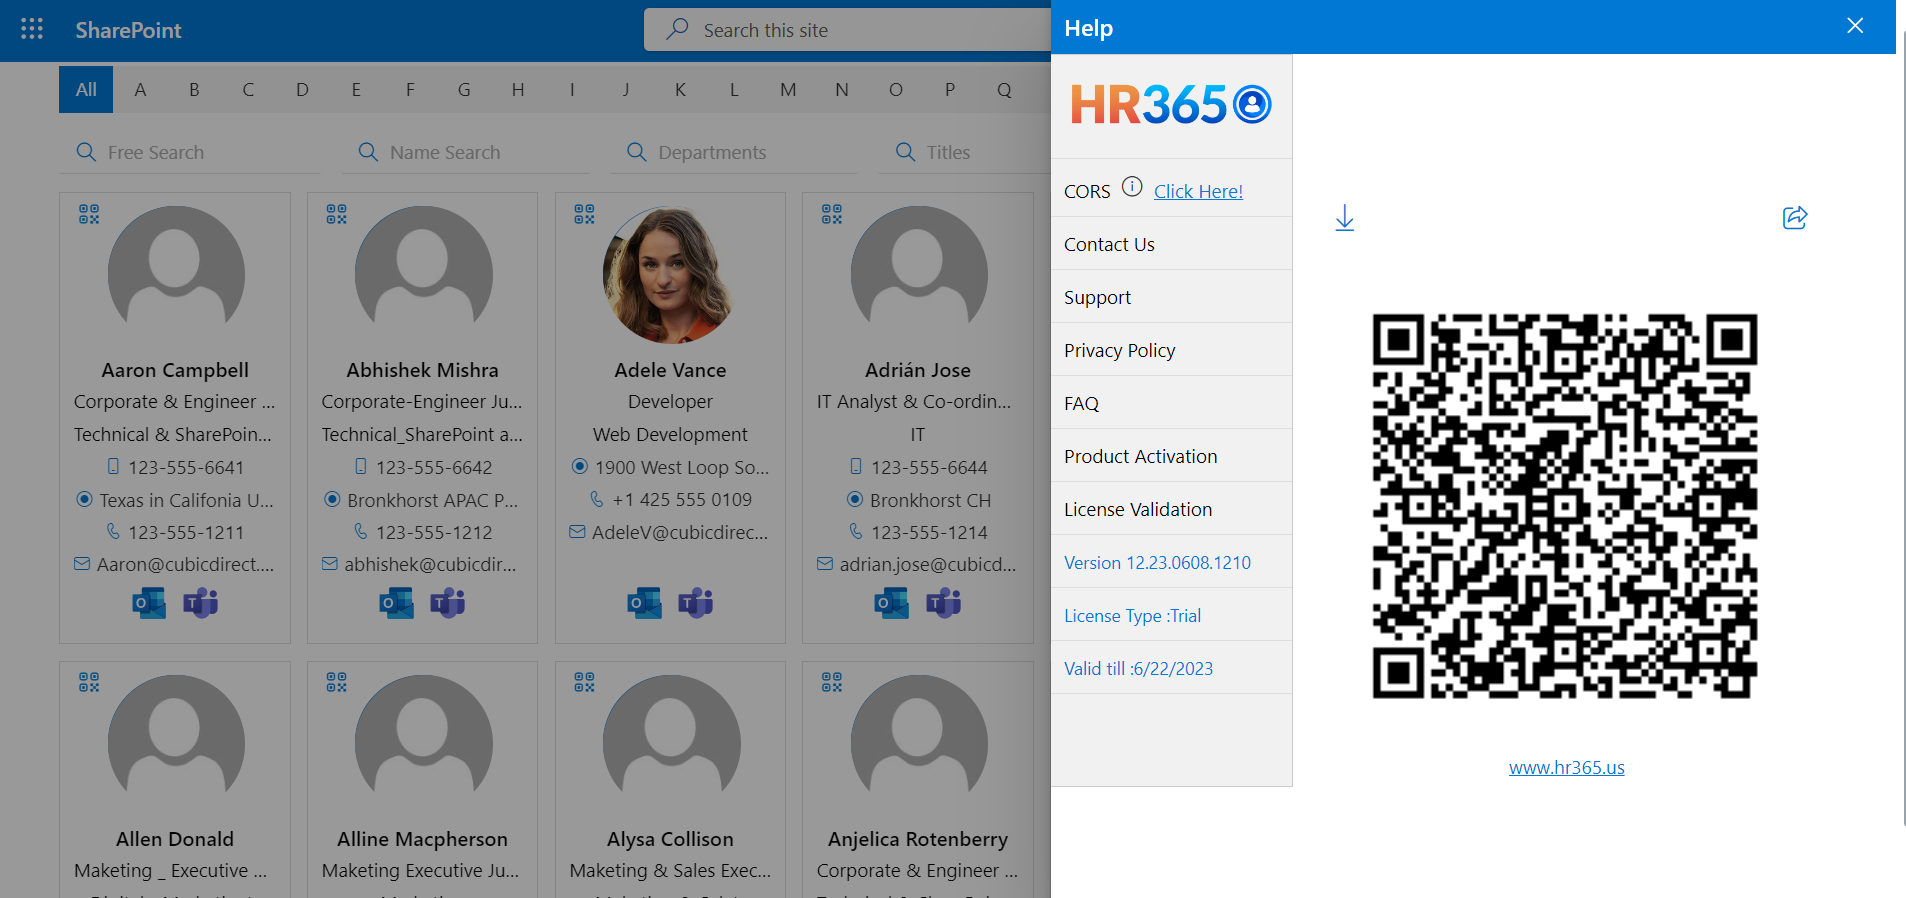 SharePoint
Search this site
All A B C D E F G H I J K L M N O P Q
Free Search
Name Search
Departments
Titles
Aaron Campbell
Corporate & Engineer ...
Technical & SharePoin...
123-555-6641
Texas in Califonia U...
123-555-1211
Aaron@cubicdirect....
Abhishek Mishra
Corporate-Engineer Ju...
Technical_SharePoint a...
123-555-6642
Bronkhorst APAC P...
123-555-1212
abhishek@cubicdir...
Adele Vance
Developer
Web Development
1900 West Loop So...
+1 425 555 0109
AdeleV@cubicdirec...
Adrián Jose
IT Analyst & Co-ordin...
IT
123-555-6644
Bronkhorst CH
123-555-1214
adrian.jose@cubicd...
Allen Donald
Maketing _ Executive ...
Alline Macpherson
Maketing Executive Ju...
Alysa Collison
Maketing & Sales Exec...
Anjelica Rotenberry
Corporate & Engineer ...
Help
HR365
CORS Click Here!
Contact Us
Support
Privacy Policy
FAQ
Product Activation
License Validation
Version 12.23.0608.1210
License Type :Trial
Valid till :6/22/2023
www.hr365.us